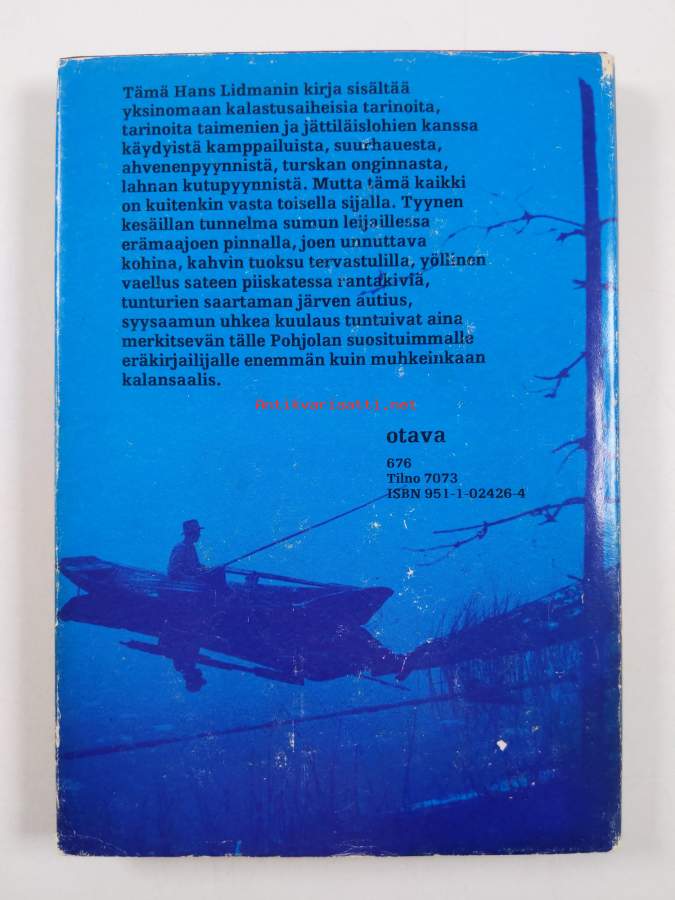 Tämä Hans Lidmanin kirja sisältää
yksinomaan kalastusaiheisia tarinoita,
tarinoita taimenien ja jättiläislohien kanssa
käydyistä kamppailuista, suurhauesta,
ahvenenpyynnistä, turskan onginnasta,
lahnan kutupyynnistä. Mutta tämä kaikki
on kuitenkin vasta toisella sijalla. Tyynen
kesäillan tunnelma sumun leijaillessa
erämaajoen pinnalla, joen unnuttava
kohina, kahvin tuoksu tervastulilla, yöllinen
vaellus sateen piiskatessa rantakiviä,
tunturien saartaman järven autius,
syysaamun uhkea kuulaus tuntuivat aina
merkitsevän tälle Pohjolan suosituimmalle
eräkirjailijalle enemmän kuin muhkeinkaan
kalansaalis.
Antikvariaatti.net
otava
676
Tilno 7073
ISBN 951-1-02426-4